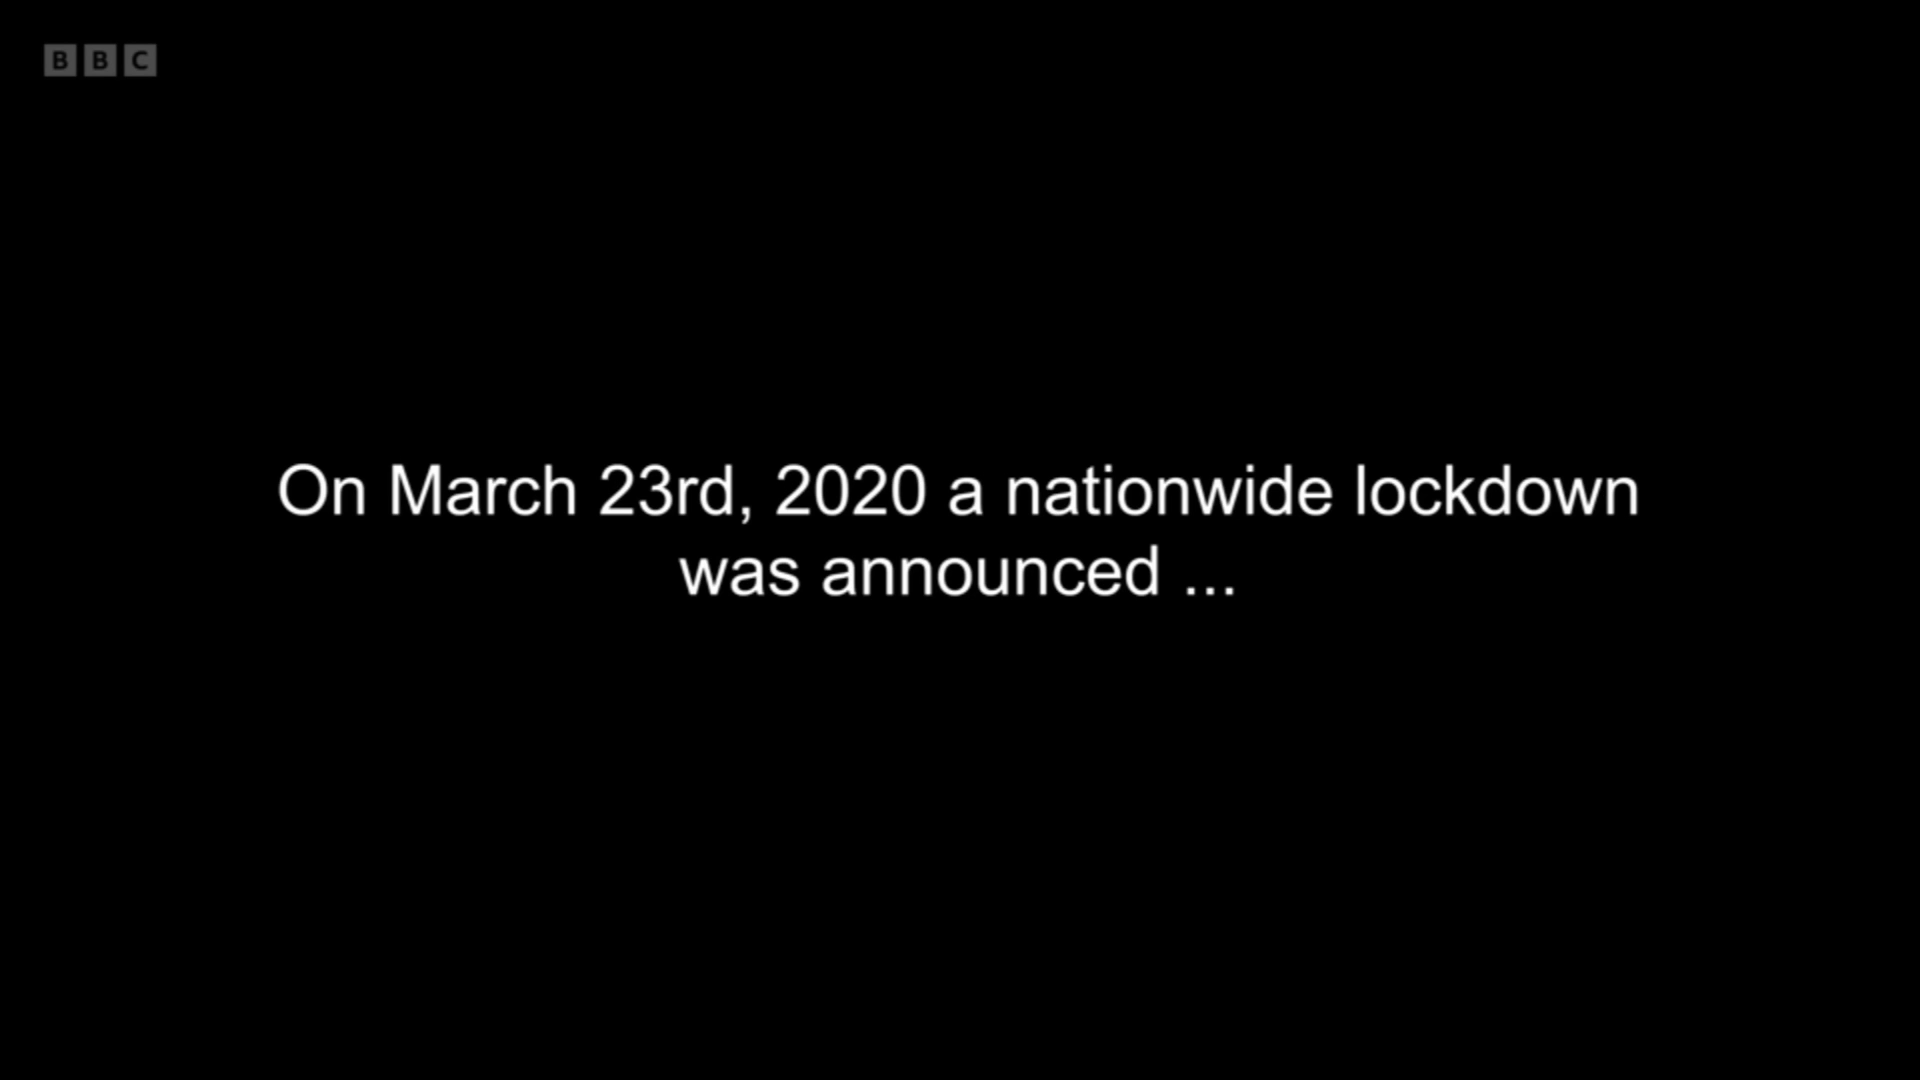 BBC
On March 23rd, 2020 a nationwide lockdown
was announced ...